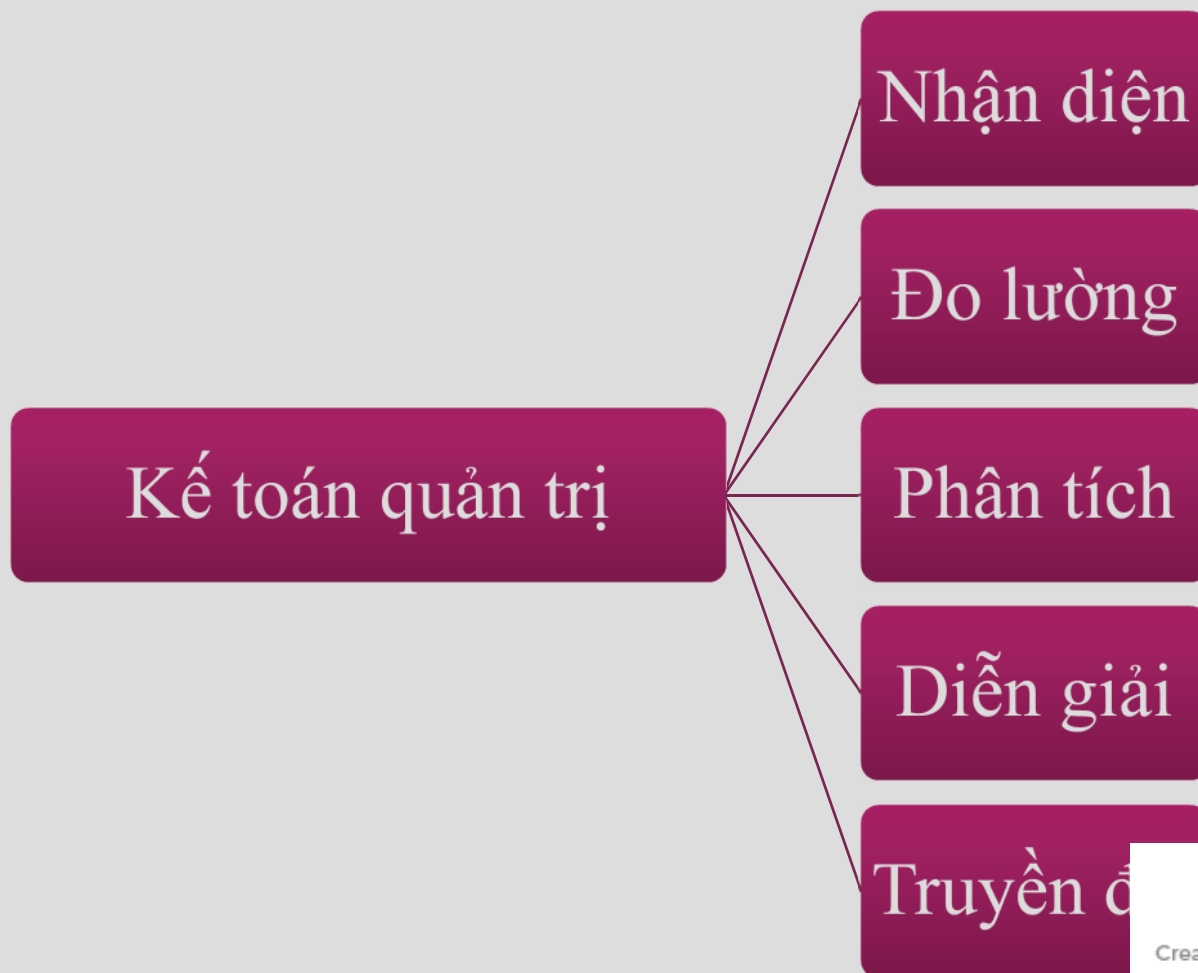 Nhận diện
Đo lường
Kế toán quản trị
Phân tích
Diễn giải
Truyền